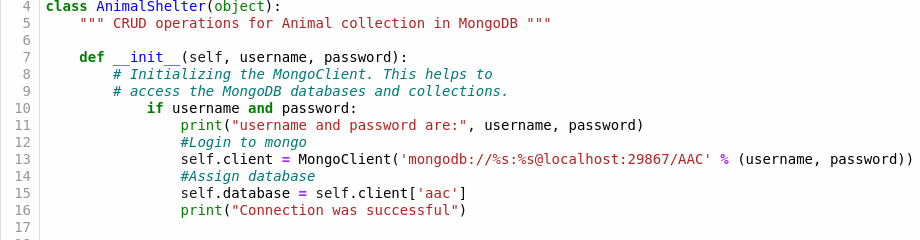 4 class AnimalShelter(object):
5     """ CRUD operations for Animal collection in MongoDB """
6
7     def __init__(self, username, password):
8         # Initializing the MongoClient. This helps to
9         # access the MongoDB databases and collections.
10             if username and password:
11                 print("username and password are:", username, password)
12                 #Login to mongo
13                 self.client = MongoClient('mongodb://%s:%s@localhost:29867/AAC' % (username, password))
14                 #Assign database
15                 self.database = self.client['aac']
16                 print("Connection was successful")
17